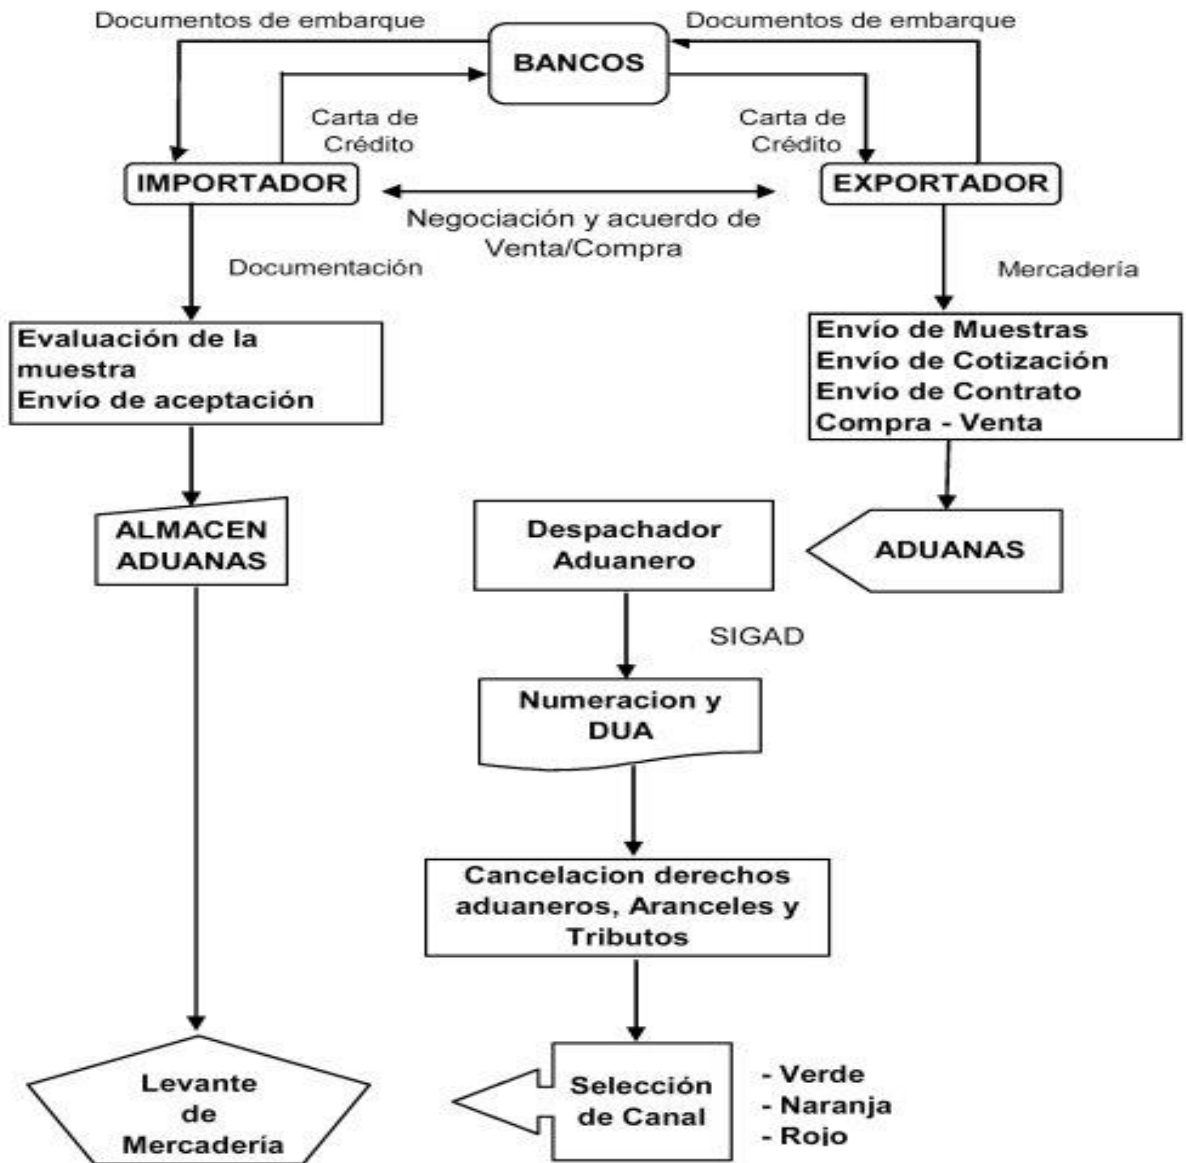 Documentos de embarque
Documentos de embarque
BANCOS
Carta de
Crédito
Carta de
Crédito
IMPORTADOR
EXPORTADOR
Negociación y acuerdo de
Venta/Compra
Documentación
Mercadería
Evaluación de la
muestra
Envío de aceptación
Envío de Muestras
Envío de Cotización
Envío de Contrato
Compra - Venta
ALMACEN
ADUANAS
Despachador
Aduanero
ADUANAS
SIGAD
Numeracion y
DUA
Cancelacion derechos
aduaneros, Aranceles y
Tributos
Levante
de
Mercadería
Selección
de Canal
- Verde
- Naranja
- Rojo